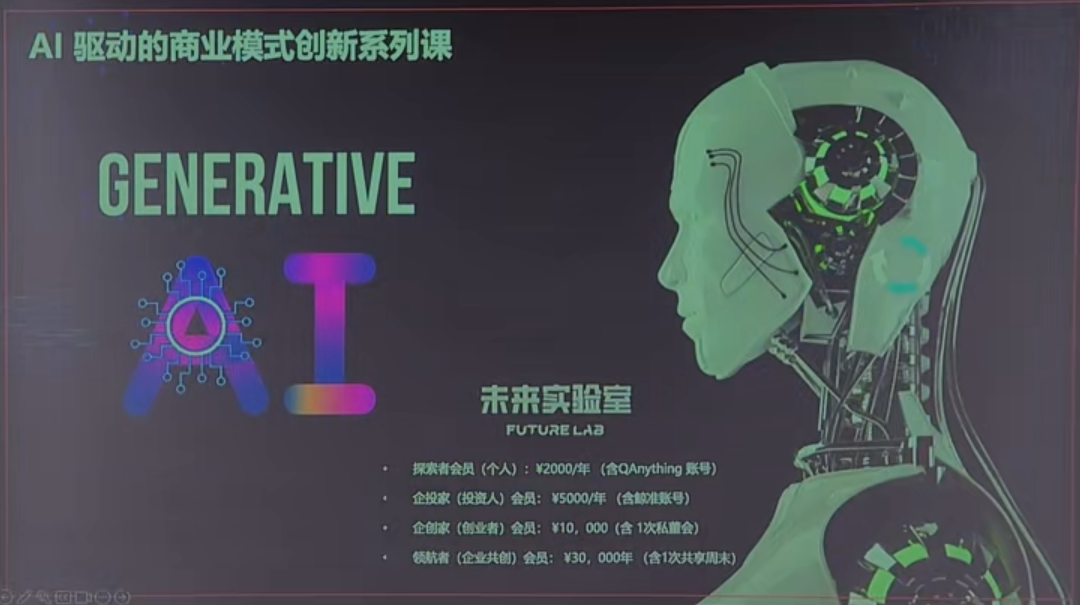 AI 驱动的商业模式创新系列课
GENERATIVE
AI
未来实验室
FUTURE LAB
• 探索者会员（个人）: ¥2000/年 （含QAnything 账号）
• 企投家（投资人）会员: ¥5000/年 （含鲸准账号）
• 企创家（创业者）会员: ¥10，000（含 1次私董会）
• 领航者（企业共创）会员: ¥30，000年 （含1次共享周末）